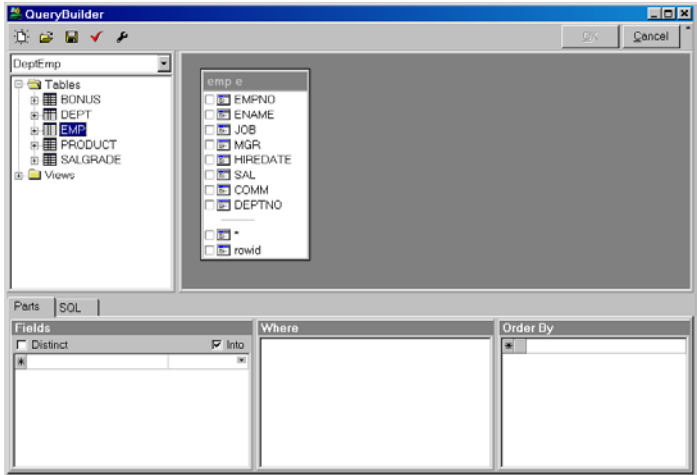 QueryBuilder
OK Cancel
DeptEmp
Tables
BONUS
DEPT
EMP
PRODUCT
SALGRADE
Views
emp e
EMPNO
ENAME
JOB
MGR
HIREDATE
SAL
COMM
DEPTNO
*
rowid
Parts SQL
Fields Where Order By
Distinct Into